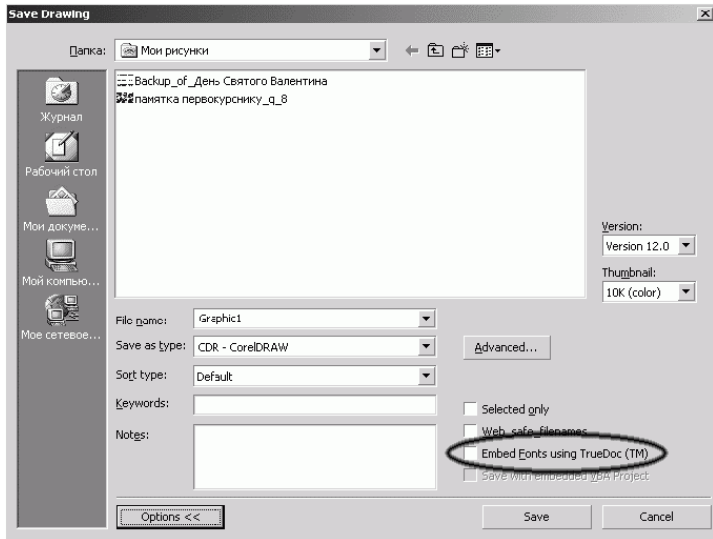 Save Drawing
Папка:
Мои рисунки
Backup_of_День Святого Валентина
памятка первокурснику_q_8
Журнал
Рабочий стол
Мои докуме...
Мой компью...
Мое сетевое...
Version:
Version 12.0
Thumbnail:
10K (color)
File name:
Graphic1
Save as type:
CDR - CorelDRAW
Advanced...
Sort type:
Default
Keywords:
Selected only
Notes:
Web_safe_filenames
Embed Fonts using TrueDoc (TM)
Save with embedded VBA Project
Options <<
Save
Cancel